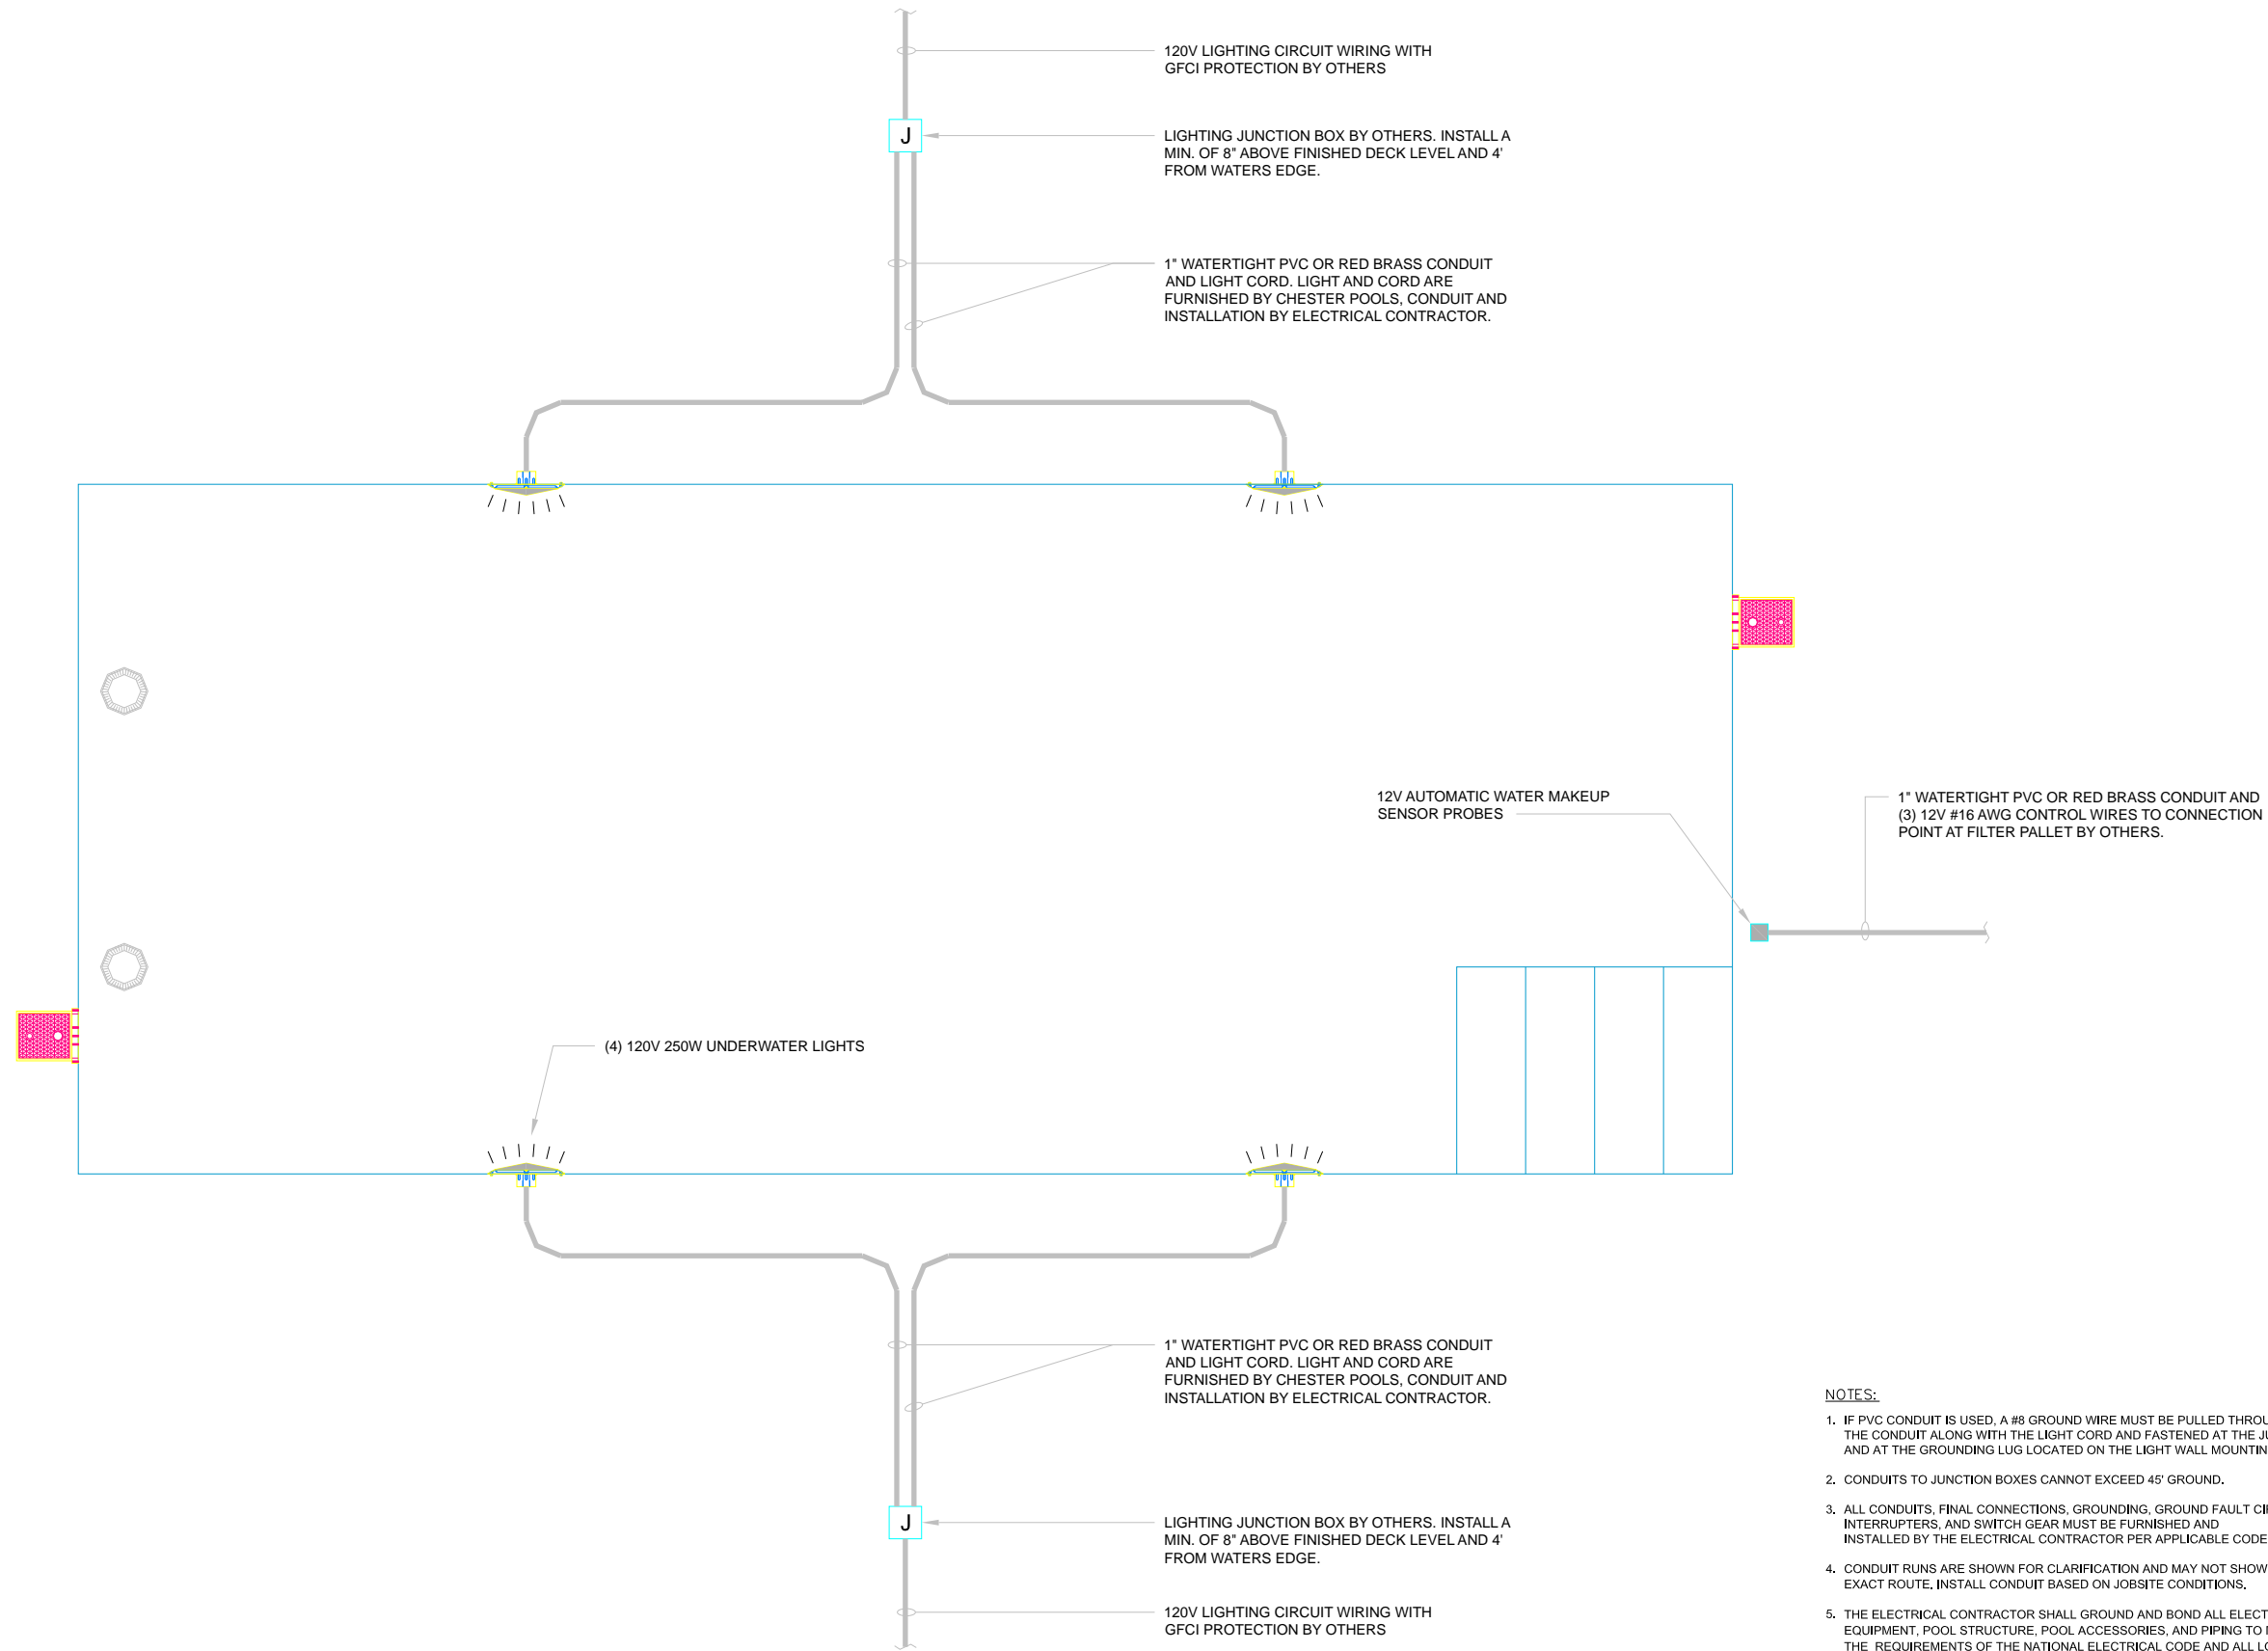 120V LIGHTING CIRCUIT WIRING WITH
GFCI PROTECTION BY OTHERS
J
LIGHTING JUNCTION BOX BY OTHERS. INSTALL A
MIN. OF 8" ABOVE FINISHED DECK LEVEL AND 4'
FROM WATERS EDGE.
1" WATERTIGHT PVC OR RED BRASS CONDUIT
AND LIGHT CORD. LIGHT AND CORD ARE
FURNISHED BY CHESTER POOLS, CONDUIT AND
INSTALLATION BY ELECTRICAL CONTRACTOR.
12V AUTOMATIC WATER MAKEUP
SENSOR PROBES
1" WATERTIGHT PVC OR RED BRASS CONDUIT AND
(3) 12V #16 AWG CONTROL WIRES TO CONNECTION
POINT AT FILTER PALLET BY OTHERS.
(4) 120V 250W UNDERWATER LIGHTS
1" WATERTIGHT PVC OR RED BRASS CONDUIT
AND LIGHT CORD. LIGHT AND CORD ARE
FURNISHED BY CHESTER POOLS, CONDUIT AND
INSTALLATION BY ELECTRICAL CONTRACTOR.
J
LIGHTING JUNCTION BOX BY OTHERS. INSTALL A
MIN. OF 8" ABOVE FINISHED DECK LEVEL AND 4'
FROM WATERS EDGE.
120V LIGHTING CIRCUIT WIRING WITH
GFCI PROTECTION BY OTHERS
NOTES:
1. IF PVC CONDUIT IS USED, A #8 GROUND WIRE MUST BE PULLED
THE CONDUIT ALONG WITH THE LIGHT CORD AND FASTENED AT THE
AND AT THE GROUNDING LUG LOCATED ON THE LIGHT WALL
2. CONDUITS TO JUNCTION BOXES CANNOT EXCEED 45' GROUND.
3. ALL CONDUITS, FINAL CONNECTIONS, GROUNDING, GROUND FAULT
INTERRUPTERS, AND SWITCH GEAR MUST BE FURNISHED AND
INSTALLED BY THE ELECTRICAL CONTRACTOR PER APPLICABLE CODE
4. CONDUIT RUNS ARE SHOWN FOR CLARIFICATION AND MAY NOT SHOW
EXACT ROUTE. INSTALL CONDUIT BASED ON JOBSITE CONDITIONS.
5. THE ELECTRICAL CONTRACTOR SHALL GROUND AND BOND ALL
EQUIPMENT, POOL STRUCTURE, POOL ACCESSORIES, AND PIPING TO
THE REQUIREMENTS OF THE NATIONAL ELECTRICAL CODE AND ALL